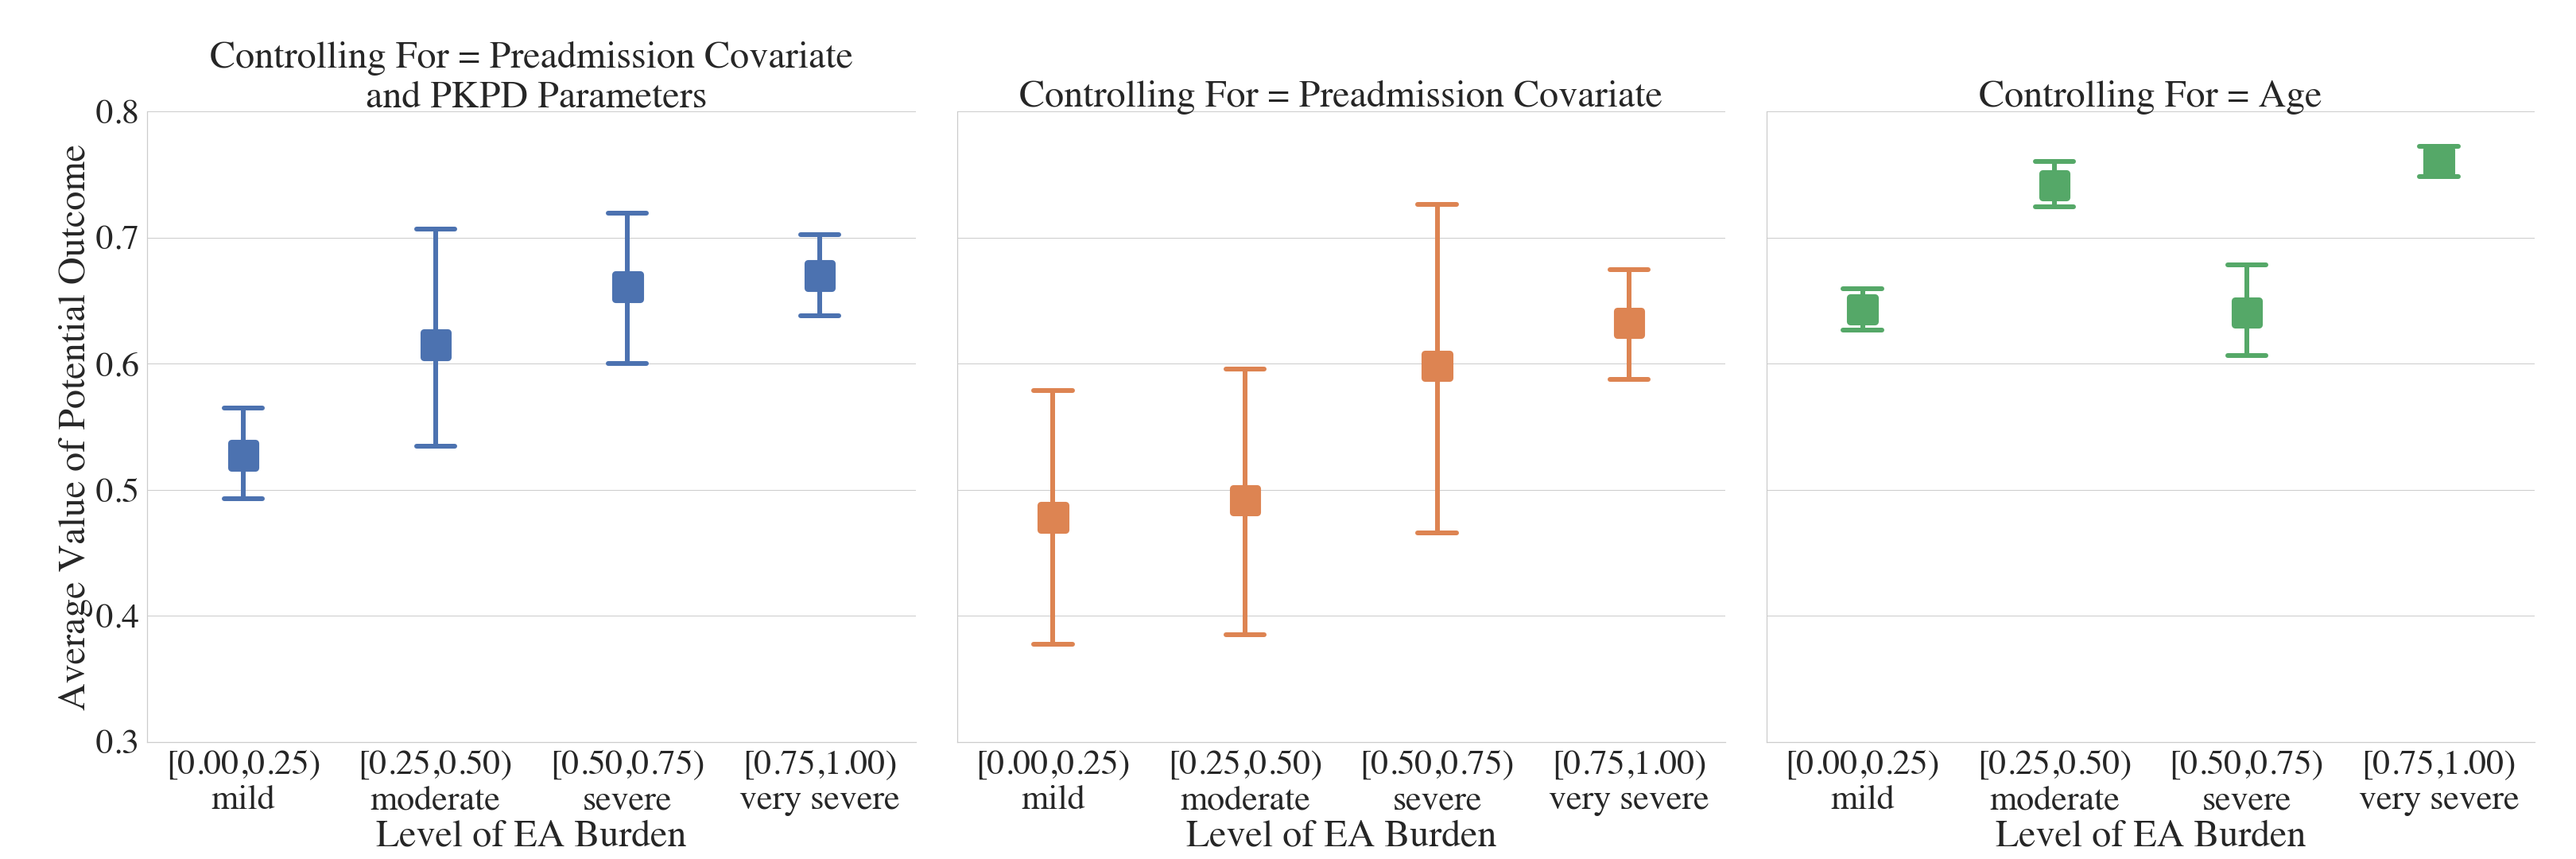 Controlling For = Preadmission Covariate
and PKPD Parameters
Controlling For = Preadmission Covariate
Controlling For = Age
Average Value of Potential Outcome
0.8
0.7
0.6
0.5
0.4
0.3
[0.00,0.25) [0.25,0.50) [0.50,0.75) [0.75,1.00)
mild moderate severe very severe
Level of EA Burden
[0.00,0.25) [0.25,0.50) [0.50,0.75) [0.75,1.00)
mild moderate severe very severe
Level of EA Burden
[0.00,0.25) [0.25,0.50) [0.50,0.75) [0.75,1.00)
mild moderate severe very severe
Level of EA Burden